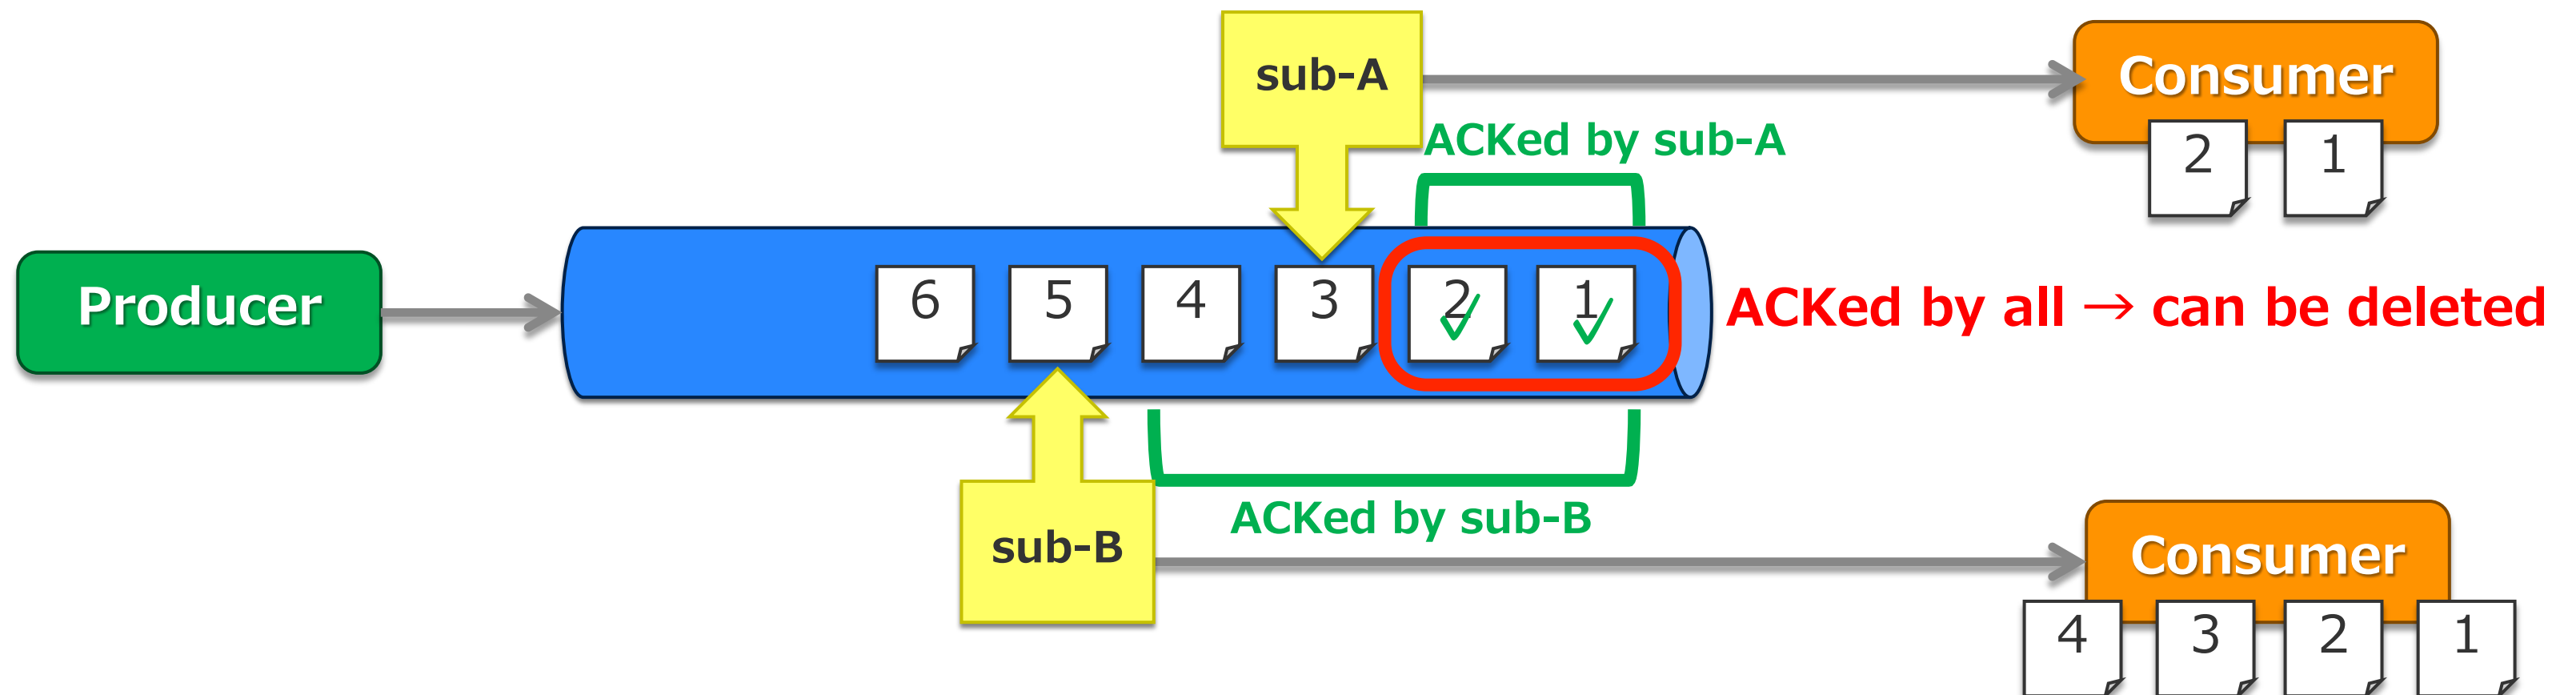 sub-A
Consumer
ACKed by sub-A
2 1
Producer
6 5 4 3 2 1
ACKed by all → can be deleted
ACKed by sub-B
sub-B
Consumer
4 3 2 1